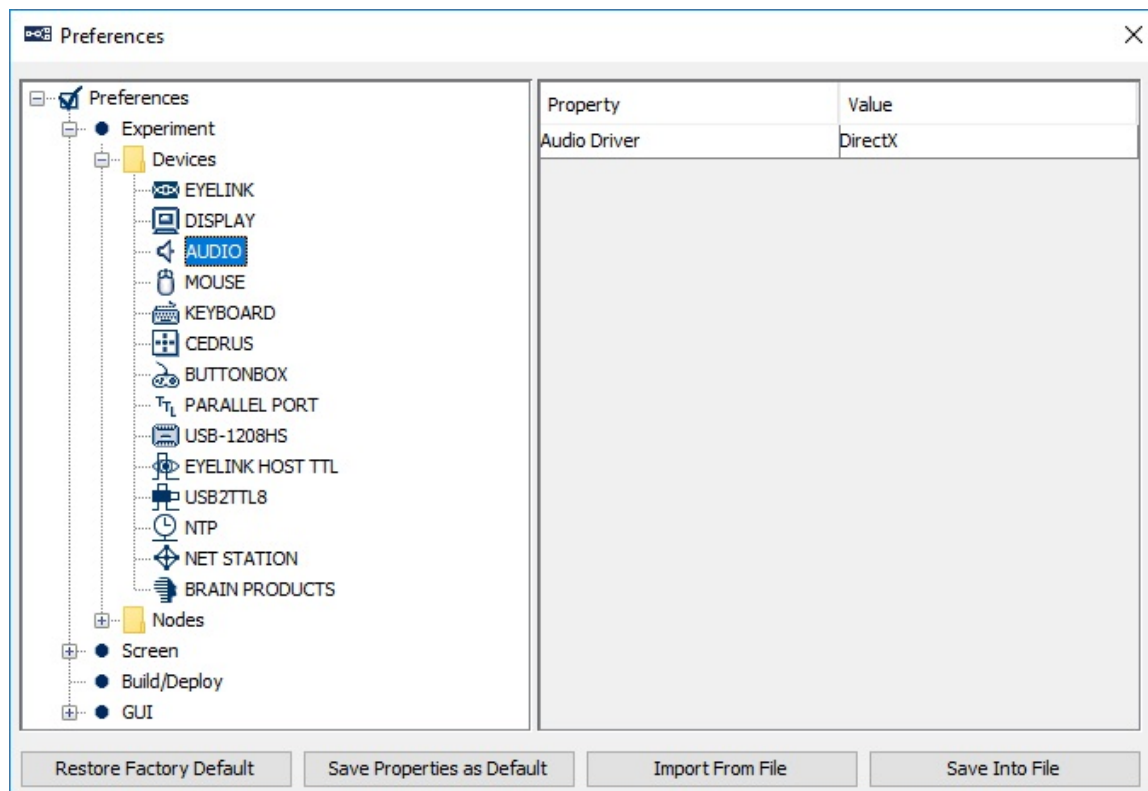 Preferences
Preferences
Experiment
Devices
EYELINK
DISPLAY
AUDIO
MOUSE
KEYBOARD
CEDRUS
BUTTONBOX
TTL PARALLEL PORT
USB-1208HS
EYELINK HOST TTL
USB2TTL8
NTP
NET STATION
BRAIN PRODUCTS
Nodes
Screen
Build/Deploy
GUI
Property Value
Audio Driver DirectX
Restore Factory Default Save Properties as Default Import From File Save Into File